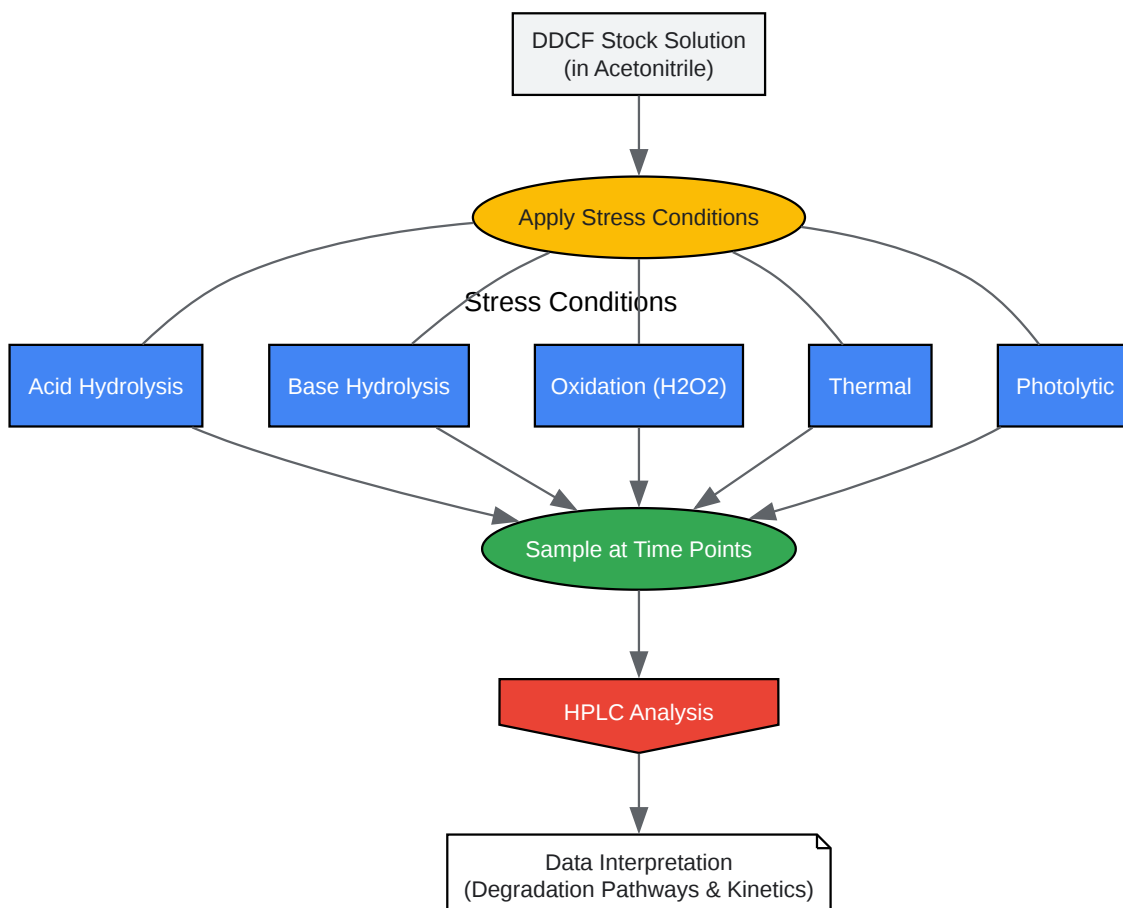 DDCF Stock Solution
(in Acetonitrile)
Apply Stress Conditions
Stress Conditions
Acid Hydrolysis
Base Hydrolysis
Oxidation (H2O2)
Thermal
Photolytic
Sample at Time Points
HPLC Analysis
Data Interpretation
(Degradation Pathways & Kinetics)